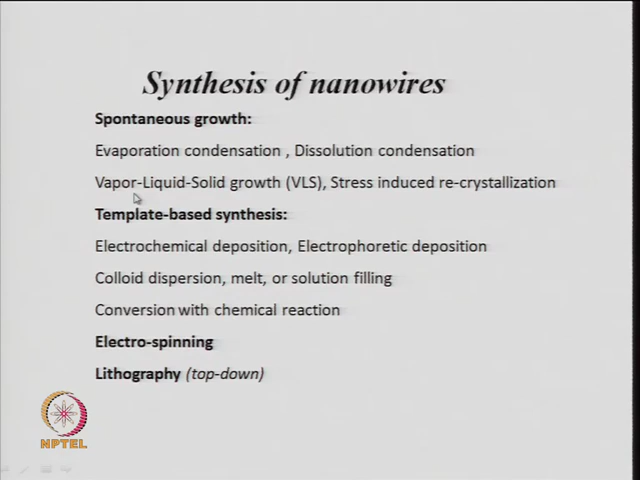 Synthesis of nanowires
Spontaneous growth:
Evaporation condensation , Dissolution condensation
Vapor-Liquid-Solid growth (VLS), Stress induced re-crystallization
Template-based synthesis:
Electrochemical deposition, Electrophoretic deposition
Colloid dispersion, melt, or solution filling
Conversion with chemical reaction
Electro-spinning
Lithography (top-down)
NPTEL